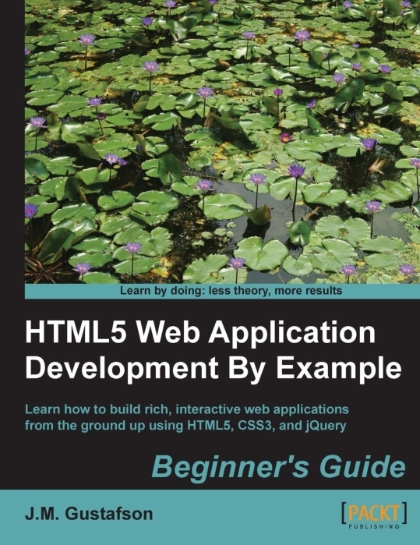 Learn by doing: less theory, more results
HTML5 Web Application
Development By Example
Learn how to build rich, interactive web applications
from the ground up using HTML5, CSS3, and jQuery
Beginner's Guide
J.M. Gustafson
[PACKT]
PUBLISHING